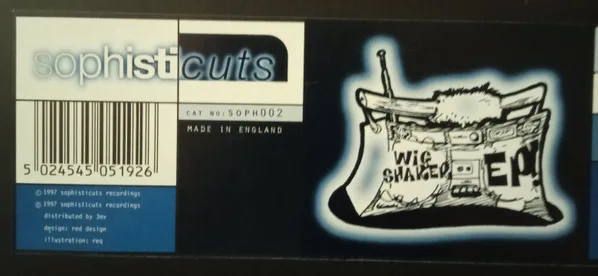 sophisticuts
CAT NO: SOPH002
MADE IN ENGLAND
5 024545 051926
℗ 1997 sophisticuts recordings
© 1997 sophisticuts recordings
distributed by 3mv
design: red design
illustration: req
WIG
SHAKED
EP!